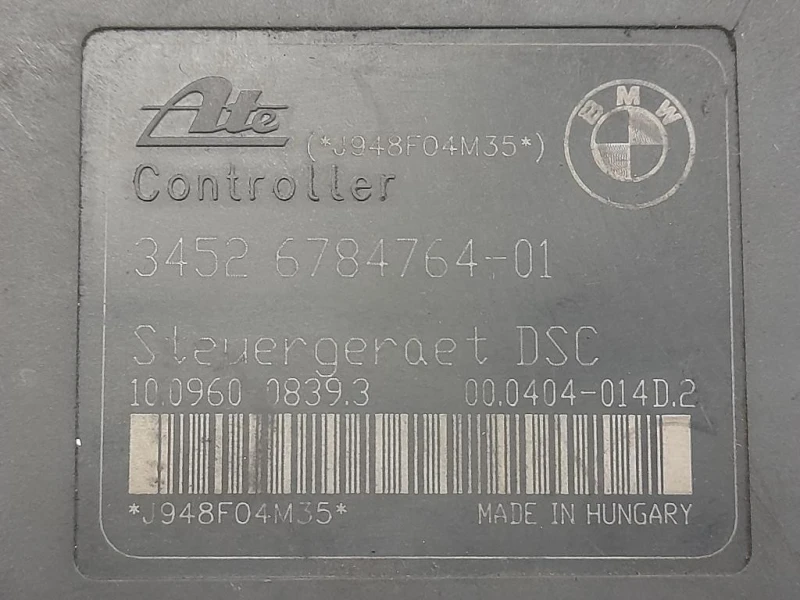 Ate
(*J948F04M35*)
BMW
Controller
3452 6784764-01
Steuergeraet DSC
10.0960 0839.3 00.0404-014D.2
*J948F04M35* MADE IN HUNGARY